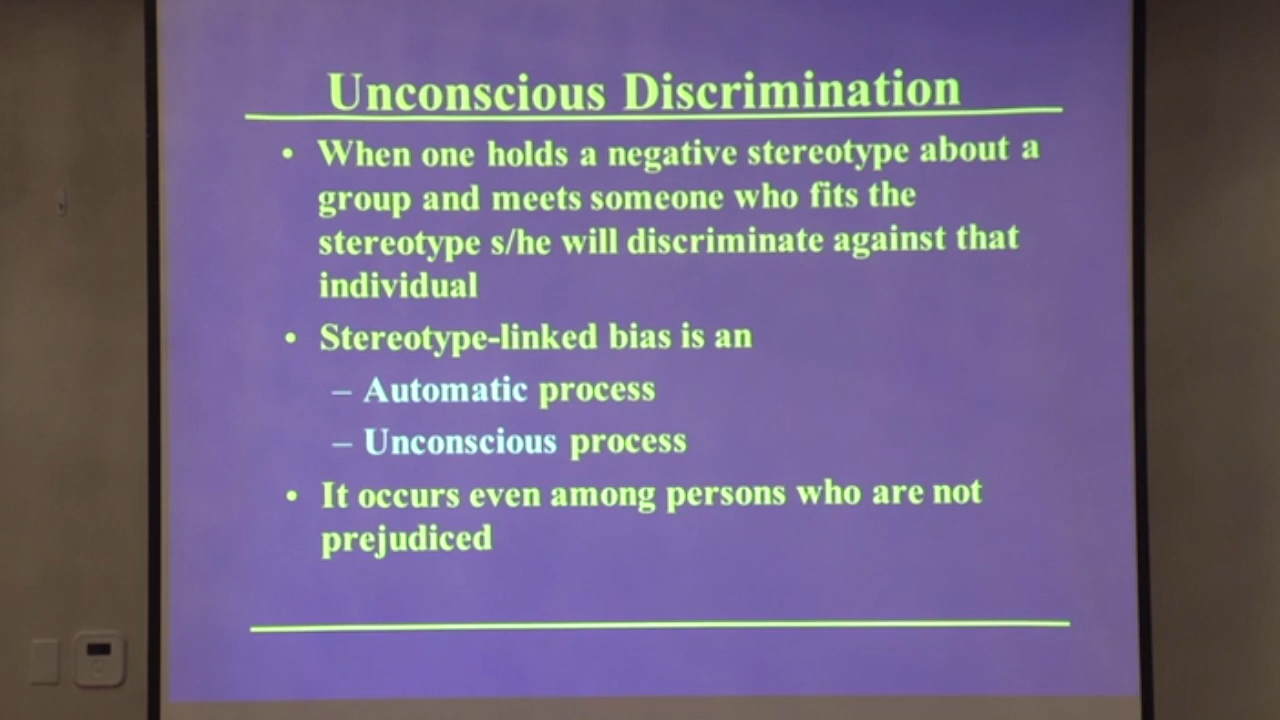 Unconscious Discrimination
• When one holds a negative stereotype about a
group and meets someone who fits the
stereotype s/he will discriminate against that
individual
• Stereotype-linked bias is an
– Automatic process
– Unconscious process
• It occurs even among persons who are not
prejudiced